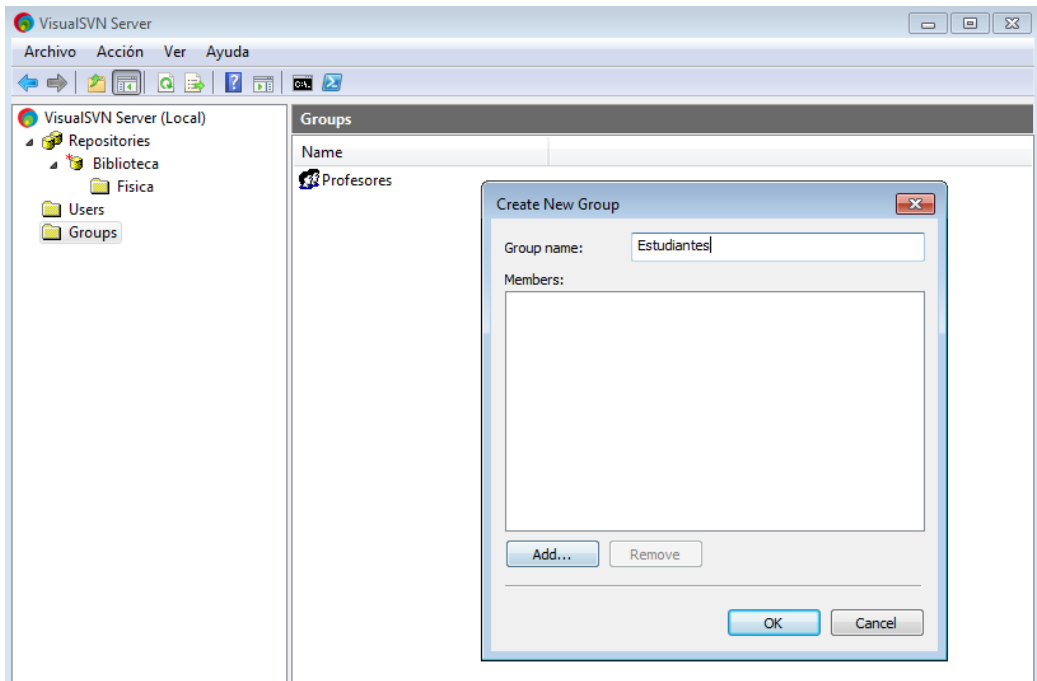 VisualSVN Server
Archivo Acción Ver Ayuda
VisualSVN Server (Local)
Repositories
Biblioteca
Fisica
Users
Groups
Groups
Name
Profesores
Create New Group
Group name: Estudiantes
Members:
Add... Remove
OK Cancel